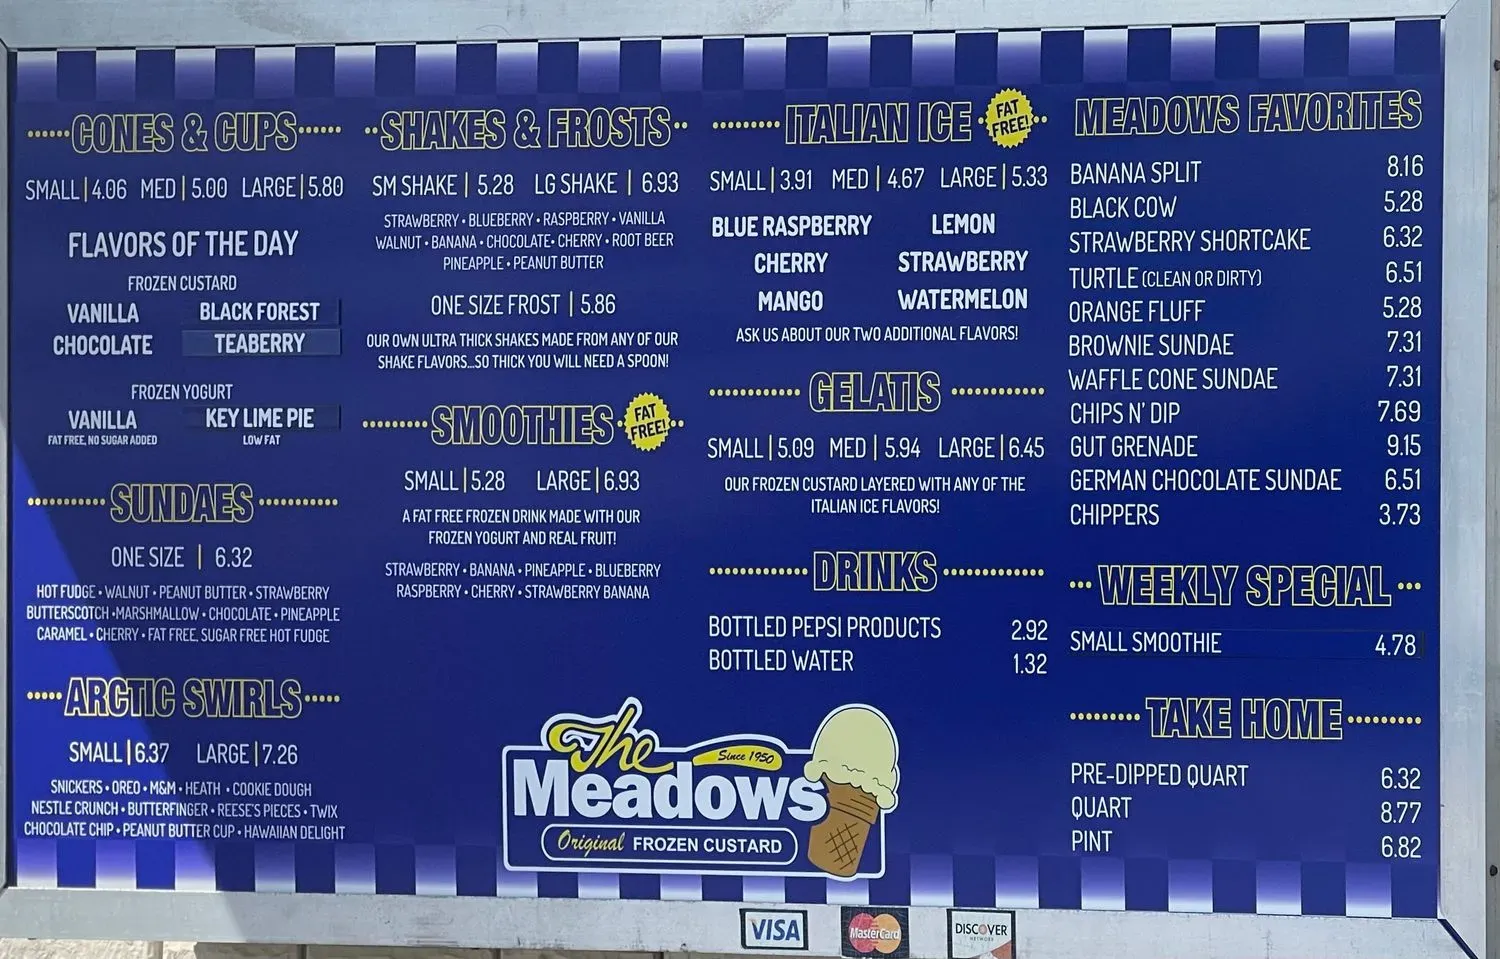 CONES & CUPS
SMALL | 4.06 MED | 5.00 LARGE | 5.80
FLAVORS OF THE DAY
FROZEN CUSTARD
VANILLA BLACK FOREST
CHOCOLATE TEABERRY
FROZEN YOGURT
VANILLA KEY LIME PIE
FAT FREE, NO SUGAR ADDED LOW FAT
SUNDAES
ONE SIZE | 6.32
HOT FUDGE • WALNUT • PEANUT BUTTER • STRAWBERRY
BUTTERSCOTCH •MARSHMALLOW • CHOCOLATE • PINEAPPLE
CARAMEL • CHERRY • FAT FREE, SUGAR FREE HOT FUDGE
ARCTIC SWIRLS
SMALL | 6.37 LARGE | 7.26
SNICKERS • OREO • M&M • HEATH • COOKIE DOUGH
NESTLE CRUNCH • BUTTERFINGER • REESE'S PIECES • TWIX
CHOCOLATE CHIP • PEANUT BUTTER CUP • HAWAIIAN DELIGHT
SHAKES & FROSTS
SM SHAKE | 5.28 LG SHAKE | 6.93
STRAWBERRY • BLUEBERRY • RASPBERRY • VANILLA
WALNUT • BANANA • CHOCOLATE• CHERRY • ROOT BEER
PINEAPPLE • PEANUT BUTTER
ONE SIZE FROST | 5.86
OUR OWN ULTRA THICK SHAKES MADE FROM ANY OF OUR
SHAKE FLAVORS...SO THICK YOU WILL NEED A SPOON!
SMOOTHIES FAT FREE!
SMALL | 5.28 LARGE | 6.93
A FAT FREE FROZEN DRINK MADE WITH OUR
FROZEN YOGURT AND REAL FRUIT!
STRAWBERRY • BANANA • PINEAPPLE • BLUEBERRY
RASPBERRY • CHERRY • STRAWBERRY BANANA
ITALIAN ICE FAT FREE!
SMALL | 3.91 MED | 4.67 LARGE | 5.33
BLUE RASPBERRY LEMON
CHERRY STRAWBERRY
MANGO WATERMELON
ASK US ABOUT OUR TWO ADDITIONAL FLAVORS!
GELATIS
SMALL | 5.09 MED | 5.94 LARGE | 6.45
OUR FROZEN CUSTARD LAYERED WITH ANY OF THE
ITALIAN ICE FLAVORS!
DRINKS
BOTTLED PEPSI PRODUCTS 2.92
BOTTLED WATER 1.32
The
Since 1950
Meadows
Original FROZEN CUSTARD
MEADOWS FAVORITES
BANANA SPLIT 8.16
BLACK COW 5.28
STRAWBERRY SHORTCAKE 6.32
TURTLE (CLEAN OR DIRTY) 6.51
ORANGE FLUFF 5.28
BROWNIE SUNDAE 7.31
WAFFLE CONE SUNDAE 7.31
CHIPS N' DIP 7.69
GUT GRENADE 9.15
GERMAN CHOCOLATE SUNDAE 6.51
CHIPPERS 3.73
WEEKLY SPECIAL
SMALL SMOOTHIE 4.78
TAKE HOME
PRE-DIPPED QUART 6.32
QUART 8.77
PINT 6.82
VISA MasterCard DISCOVER
NETWORK